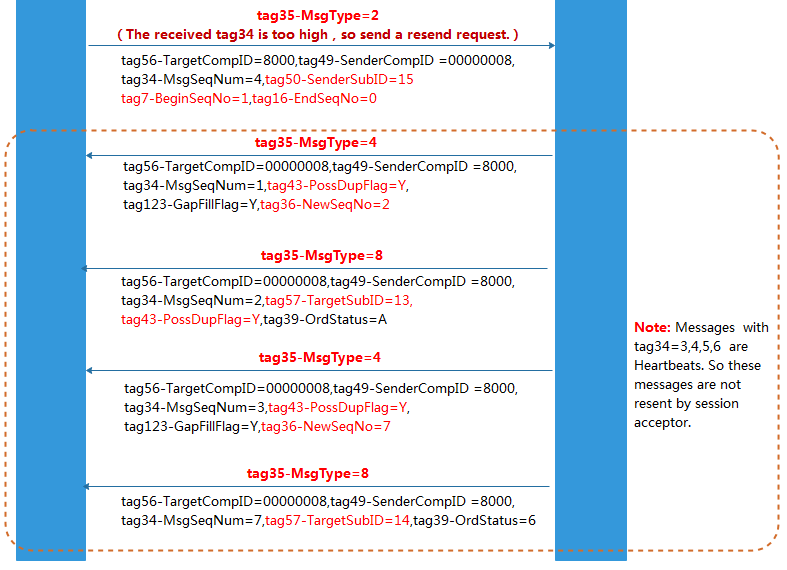 tag35-MsgType=2
( The received tag34 is too high , so send a resend request. )
tag56-TargetCompID=8000,tag49-SenderCompID =00000008,
tag34-MsgSeqNum=4,tag50-SenderSubID=15
tag7-BeginSeqNo=1,tag16-EndSeqNo=0
tag35-MsgType=4
tag56-TargetCompID=00000008,tag49-SenderCompID =8000,
tag34-MsgSeqNum=1,tag43-PossDupFlag=Y,
tag123-GapFillFlag=Y,tag36-NewSeqNo=2
tag35-MsgType=8
tag56-TargetCompID=00000008,tag49-SenderCompID =8000,
tag34-MsgSeqNum=2,tag57-TargetSubID=13,
tag43-PossDupFlag=Y,tag39-OrdStatus=A
tag35-MsgType=4
tag56-TargetCompID=00000008,tag49-SenderCompID =8000,
tag34-MsgSeqNum=3,tag43-PossDupFlag=Y,
tag123-GapFillFlag=Y,tag36-NewSeqNo=7
tag35-MsgType=8
tag56-TargetCompID=00000008,tag49-SenderCompID =8000,
tag34-MsgSeqNum=7,tag57-TargetSubID=14,tag39-OrdStatus=6
Note: Messages with
tag34=3,4,5,6 are
Heartbeats. So these
messages are not
resent by session
acceptor.